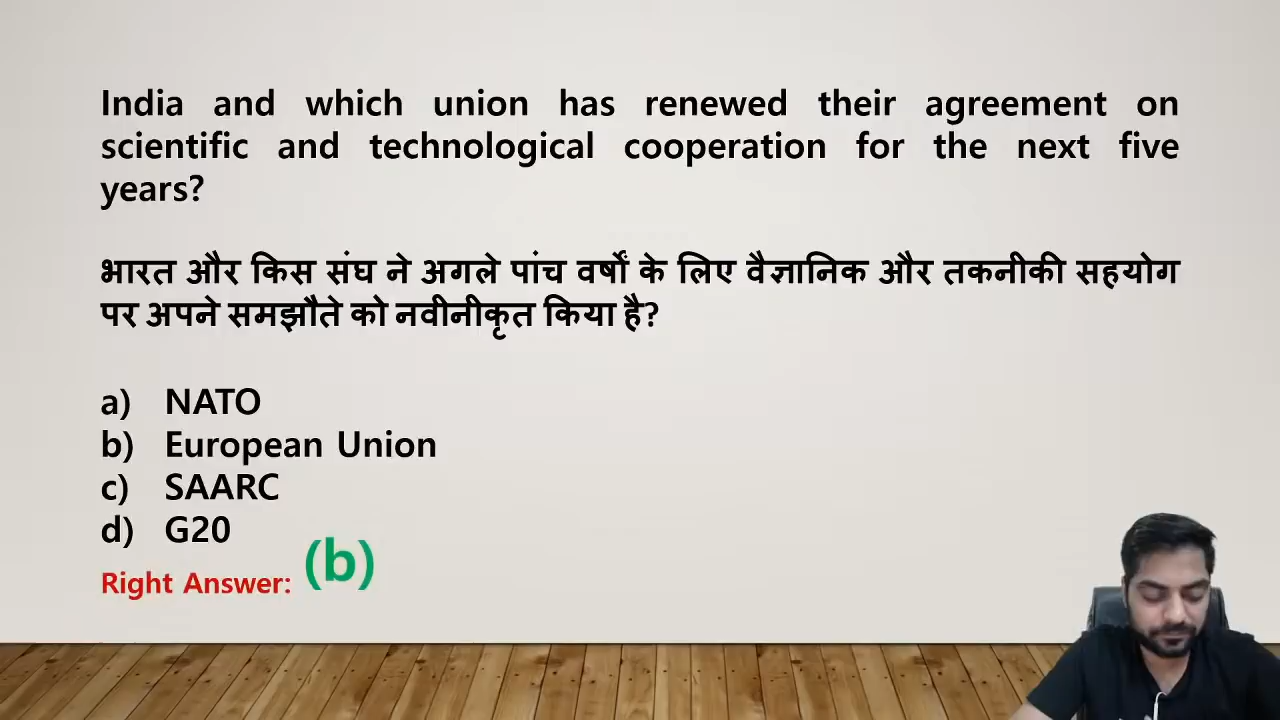 India and which union has renewed their agreement on
scientific and technological cooperation for the next five
years?
भारत और किस संघ ने अगले पांच वर्षों के लिए वैज्ञानिक और तकनीकी सहयोग
पर अपने समझौते को नवीनीकृत किया है?
a) NATO
b) European Union
c) SAARC
d) G20
Right Answer: (b)